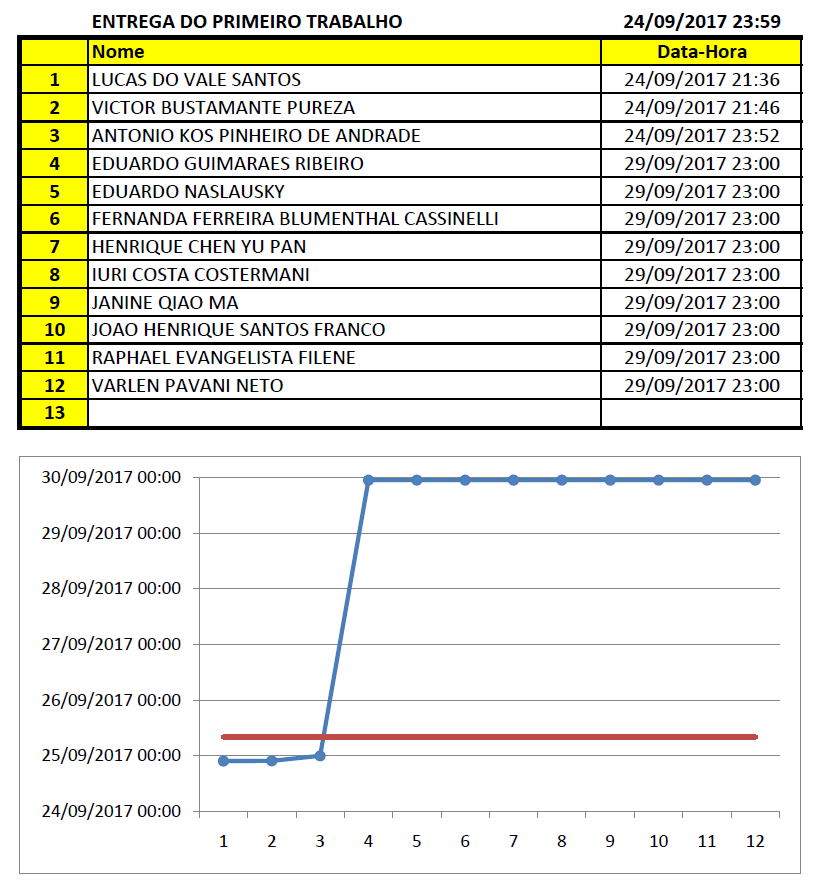 ENTREGA DO PRIMEIRO TRABALHO 24/09/2017 23:59
Nome Data-Hora
1 LUCAS DO VALE SANTOS 24/09/2017 21:36
2 VICTOR BUSTAMANTE PUREZA 24/09/2017 21:46
3 ANTONIO KOS PINHEIRO DE ANDRADE 24/09/2017 23:52
4 EDUARDO GUIMARAES RIBEIRO 29/09/2017 23:00
5 EDUARDO NASLAUSKY 29/09/2017 23:00
6 FERNANDA FERREIRA BLUMENTHAL CASSINELLI 29/09/2017 23:00
7 HENRIQUE CHEN YU PAN 29/09/2017 23:00
8 IURI COSTA COSTERMANI 29/09/2017 23:00
9 JANINE QIAO MA 29/09/2017 23:00
10 JOAO HENRIQUE SANTOS FRANCO 29/09/2017 23:00
11 RAPHAEL EVANGELISTA FILENE 29/09/2017 23:00
12 VARLEN PAVANI NETO 29/09/2017 23:00
13
30/09/2017 00:00
29/09/2017 00:00
28/09/2017 00:00
27/09/2017 00:00
26/09/2017 00:00
25/09/2017 00:00
24/09/2017 00:00
1 2 3 4 5 6 7 8 9 10 11 12